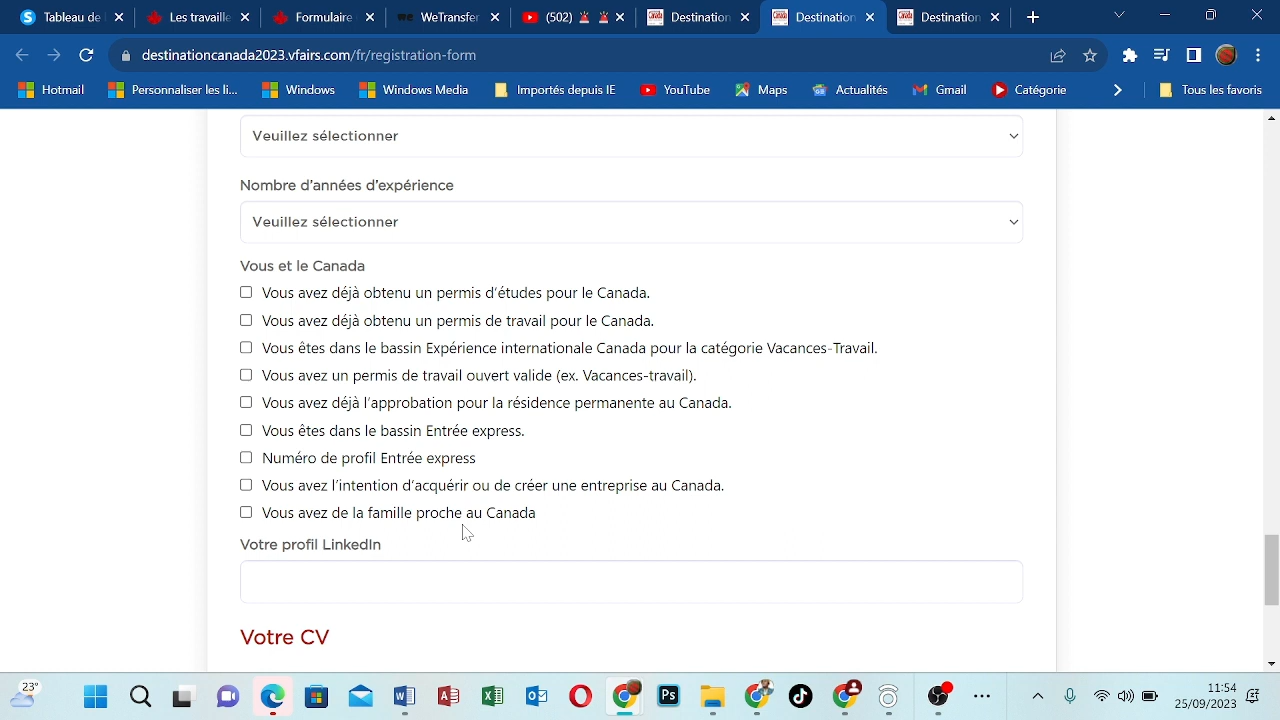 Tableau de
Les travaille
Formulaire
we WeTransfer
(502)
Destination
Destination
Destination
destinationcanada2023.vfairs.com/fr/registration-form
Hotmail
Personnaliser les li...
Windows
Windows Media
Importés depuis IE
YouTube
Maps
Actualités
Gmail
Catégorie
Tous les favoris
Veuillez sélectionner
Nombre d'années d'expérience
Veuillez sélectionner
Vous et le Canada
Vous avez déjà obtenu un permis d'études pour le Canada.
Vous avez déjà obtenu un permis de travail pour le Canada.
Vous êtes dans le bassin Expérience internationale Canada pour la catégorie Vacances-Travail.
Vous avez un permis de travail ouvert valide (ex. Vacances-travail).
Vous avez déjà l'approbation pour la résidence permanente au Canada.
Vous êtes dans le bassin Entrée express.
Numéro de profil Entrée express
Vous avez l'intention d'acquérir ou de créer une entreprise au Canada.
Vous avez de la famille proche au Canada
Votre profil LinkedIn
Votre CV
23°
Ps
11:54
25/09/2023